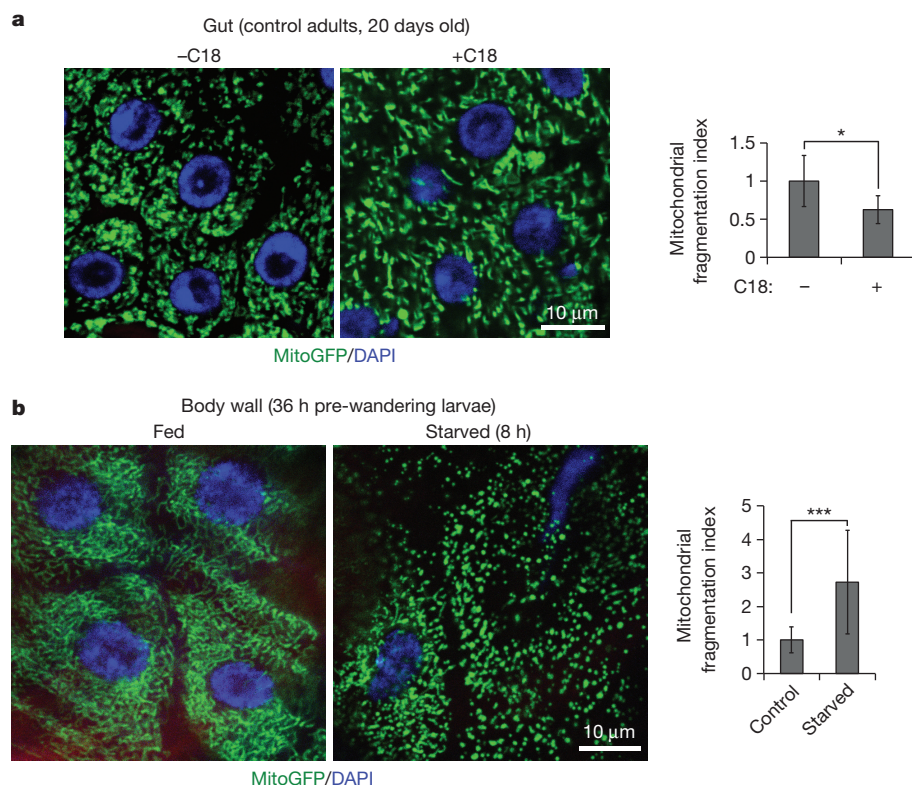 a
Gut (control adults, 20 days old)
–C18
+C18
10 µm
MitoGFP/DAPI
Mitochondrial
fragmentation index
1.5
1
0.5
0
*
C18:
–
+
b
Body wall (36 h pre-wandering larvae)
Fed
Starved (8 h)
10 µm
MitoGFP/DAPI
Mitochondrial
fragmentation index
5
4
3
2
1
0
***
Control
Starved